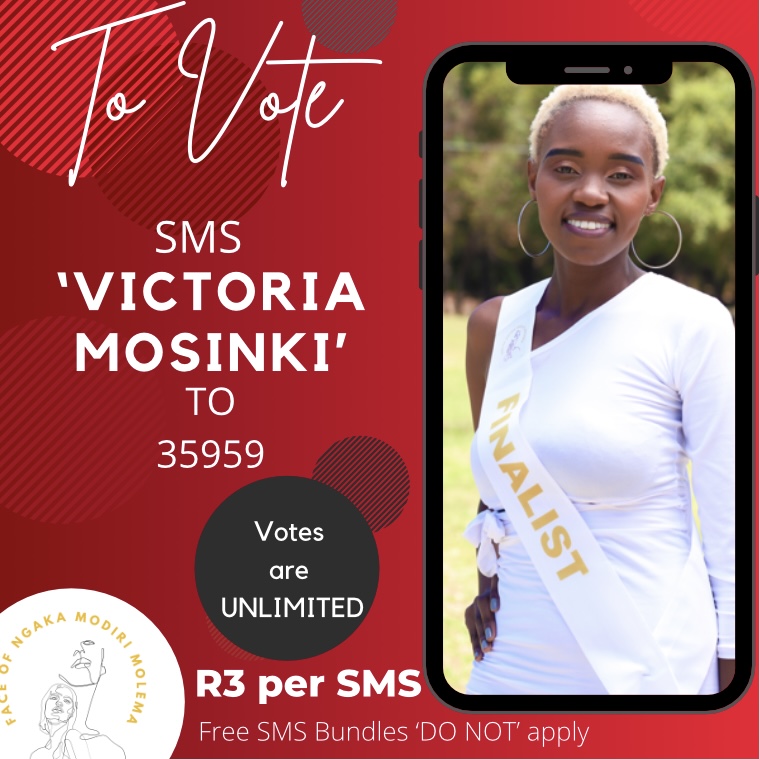 To Vote
SMS
‘VICTORIA
MOSINKI’
TO
35959
Votes
are
UNLIMITED
FACE OF NGAKA MODIRI MOLEMA
R3 per SMS
Free SMS Bundles ‘DO NOT’ apply
FINALIST